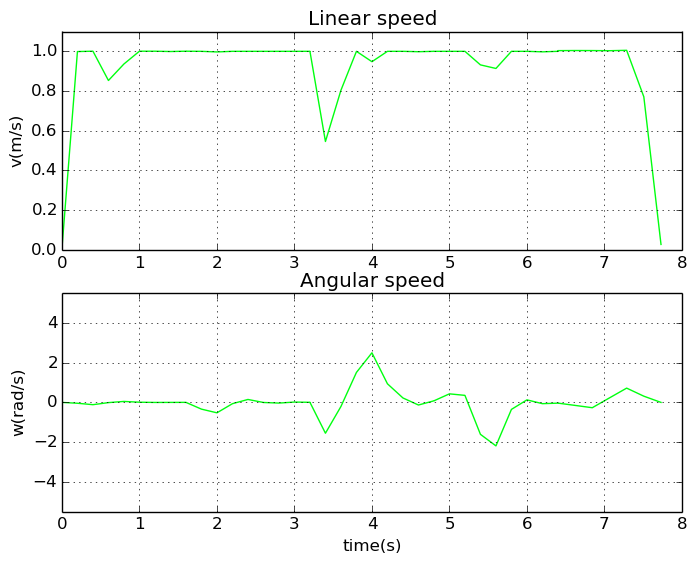 Linear speed
1.0
0.8
0.6
0.4
0.2
0.0
v(m/s)
0 1 2 3 4 5 6 7 8
Angular speed
4
2
0
−2
−4
w(rad/s)
0 1 2 3 4 5 6 7 8
time(s)